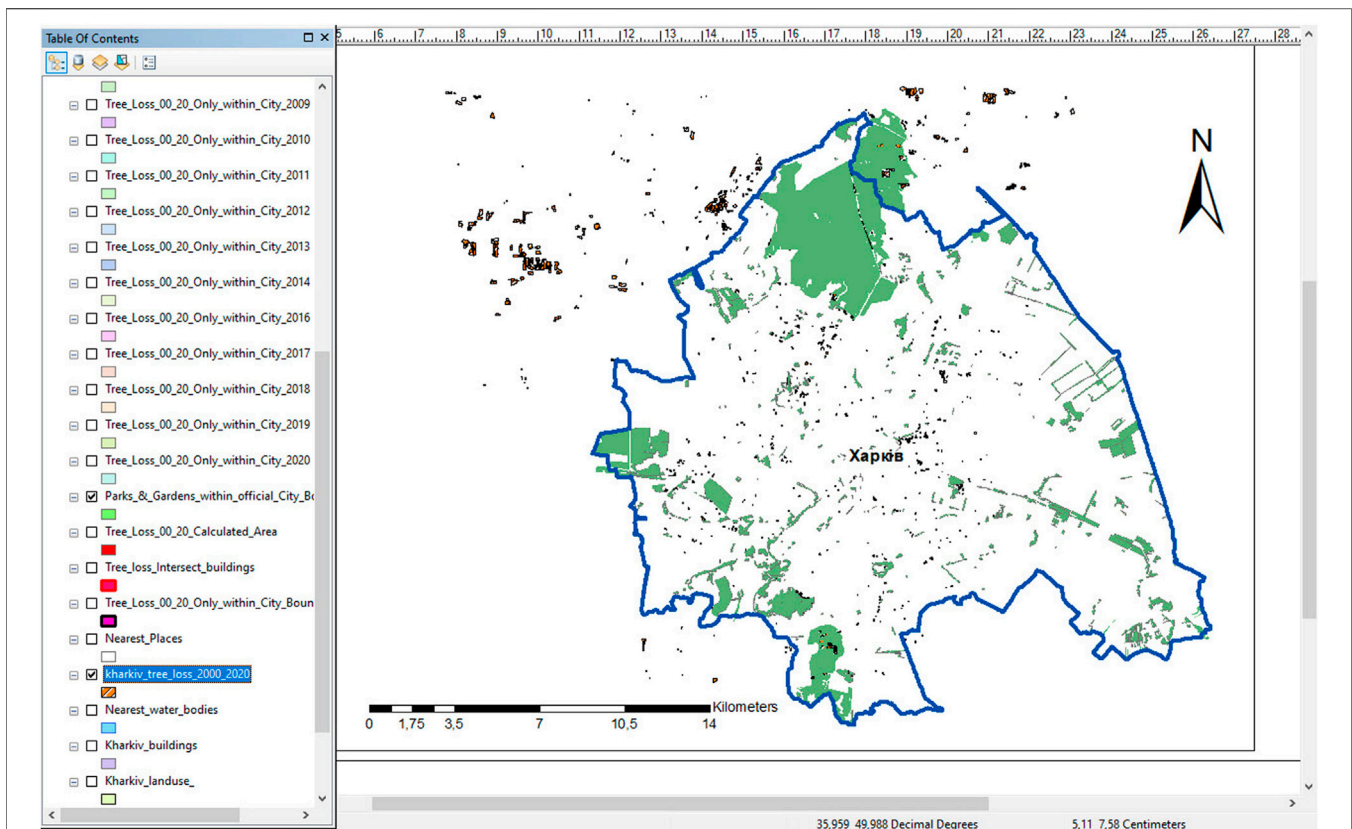 Table Of Contents
5 6 7 8 9 10 11 12 13 14 15 16 17 18 19 20 21 22 23 24 25 26 27 28
Tree_Loss_00_20_Only_within_City_2009
Tree_Loss_00_20_Only_within_City_2010
Tree_Loss_00_20_Only_within_City_2011
Tree_Loss_00_20_Only_within_City_2012
Tree_Loss_00_20_Only_within_City_2013
Tree_Loss_00_20_Only_within_City_2014
Tree_Loss_00_20_Only_within_City_2016
Tree_Loss_00_20_Only_within_City_2017
Tree_Loss_00_20_Only_within_City_2018
Tree_Loss_00_20_Only_within_City_2019
Tree_Loss_00_20_Only_within_City_2020
Parks_&_Gardens_within_official_City_Bo
Tree_Loss_00_20_Calculated_Area
Tree_loss_Intersect_buildings
Tree_Loss_00_20_Only_within_City_Boun
Nearest_Places
kharkiv_tree_loss_2000_2020
Nearest_water_bodies
Kharkiv_buildings
Kharkiv_landuse_
N
Харків
Kilometers
0 1,75 3,5 7 10,5 14
35,959 49,988 Decimal Degrees
5,11 7,58 Centimeters